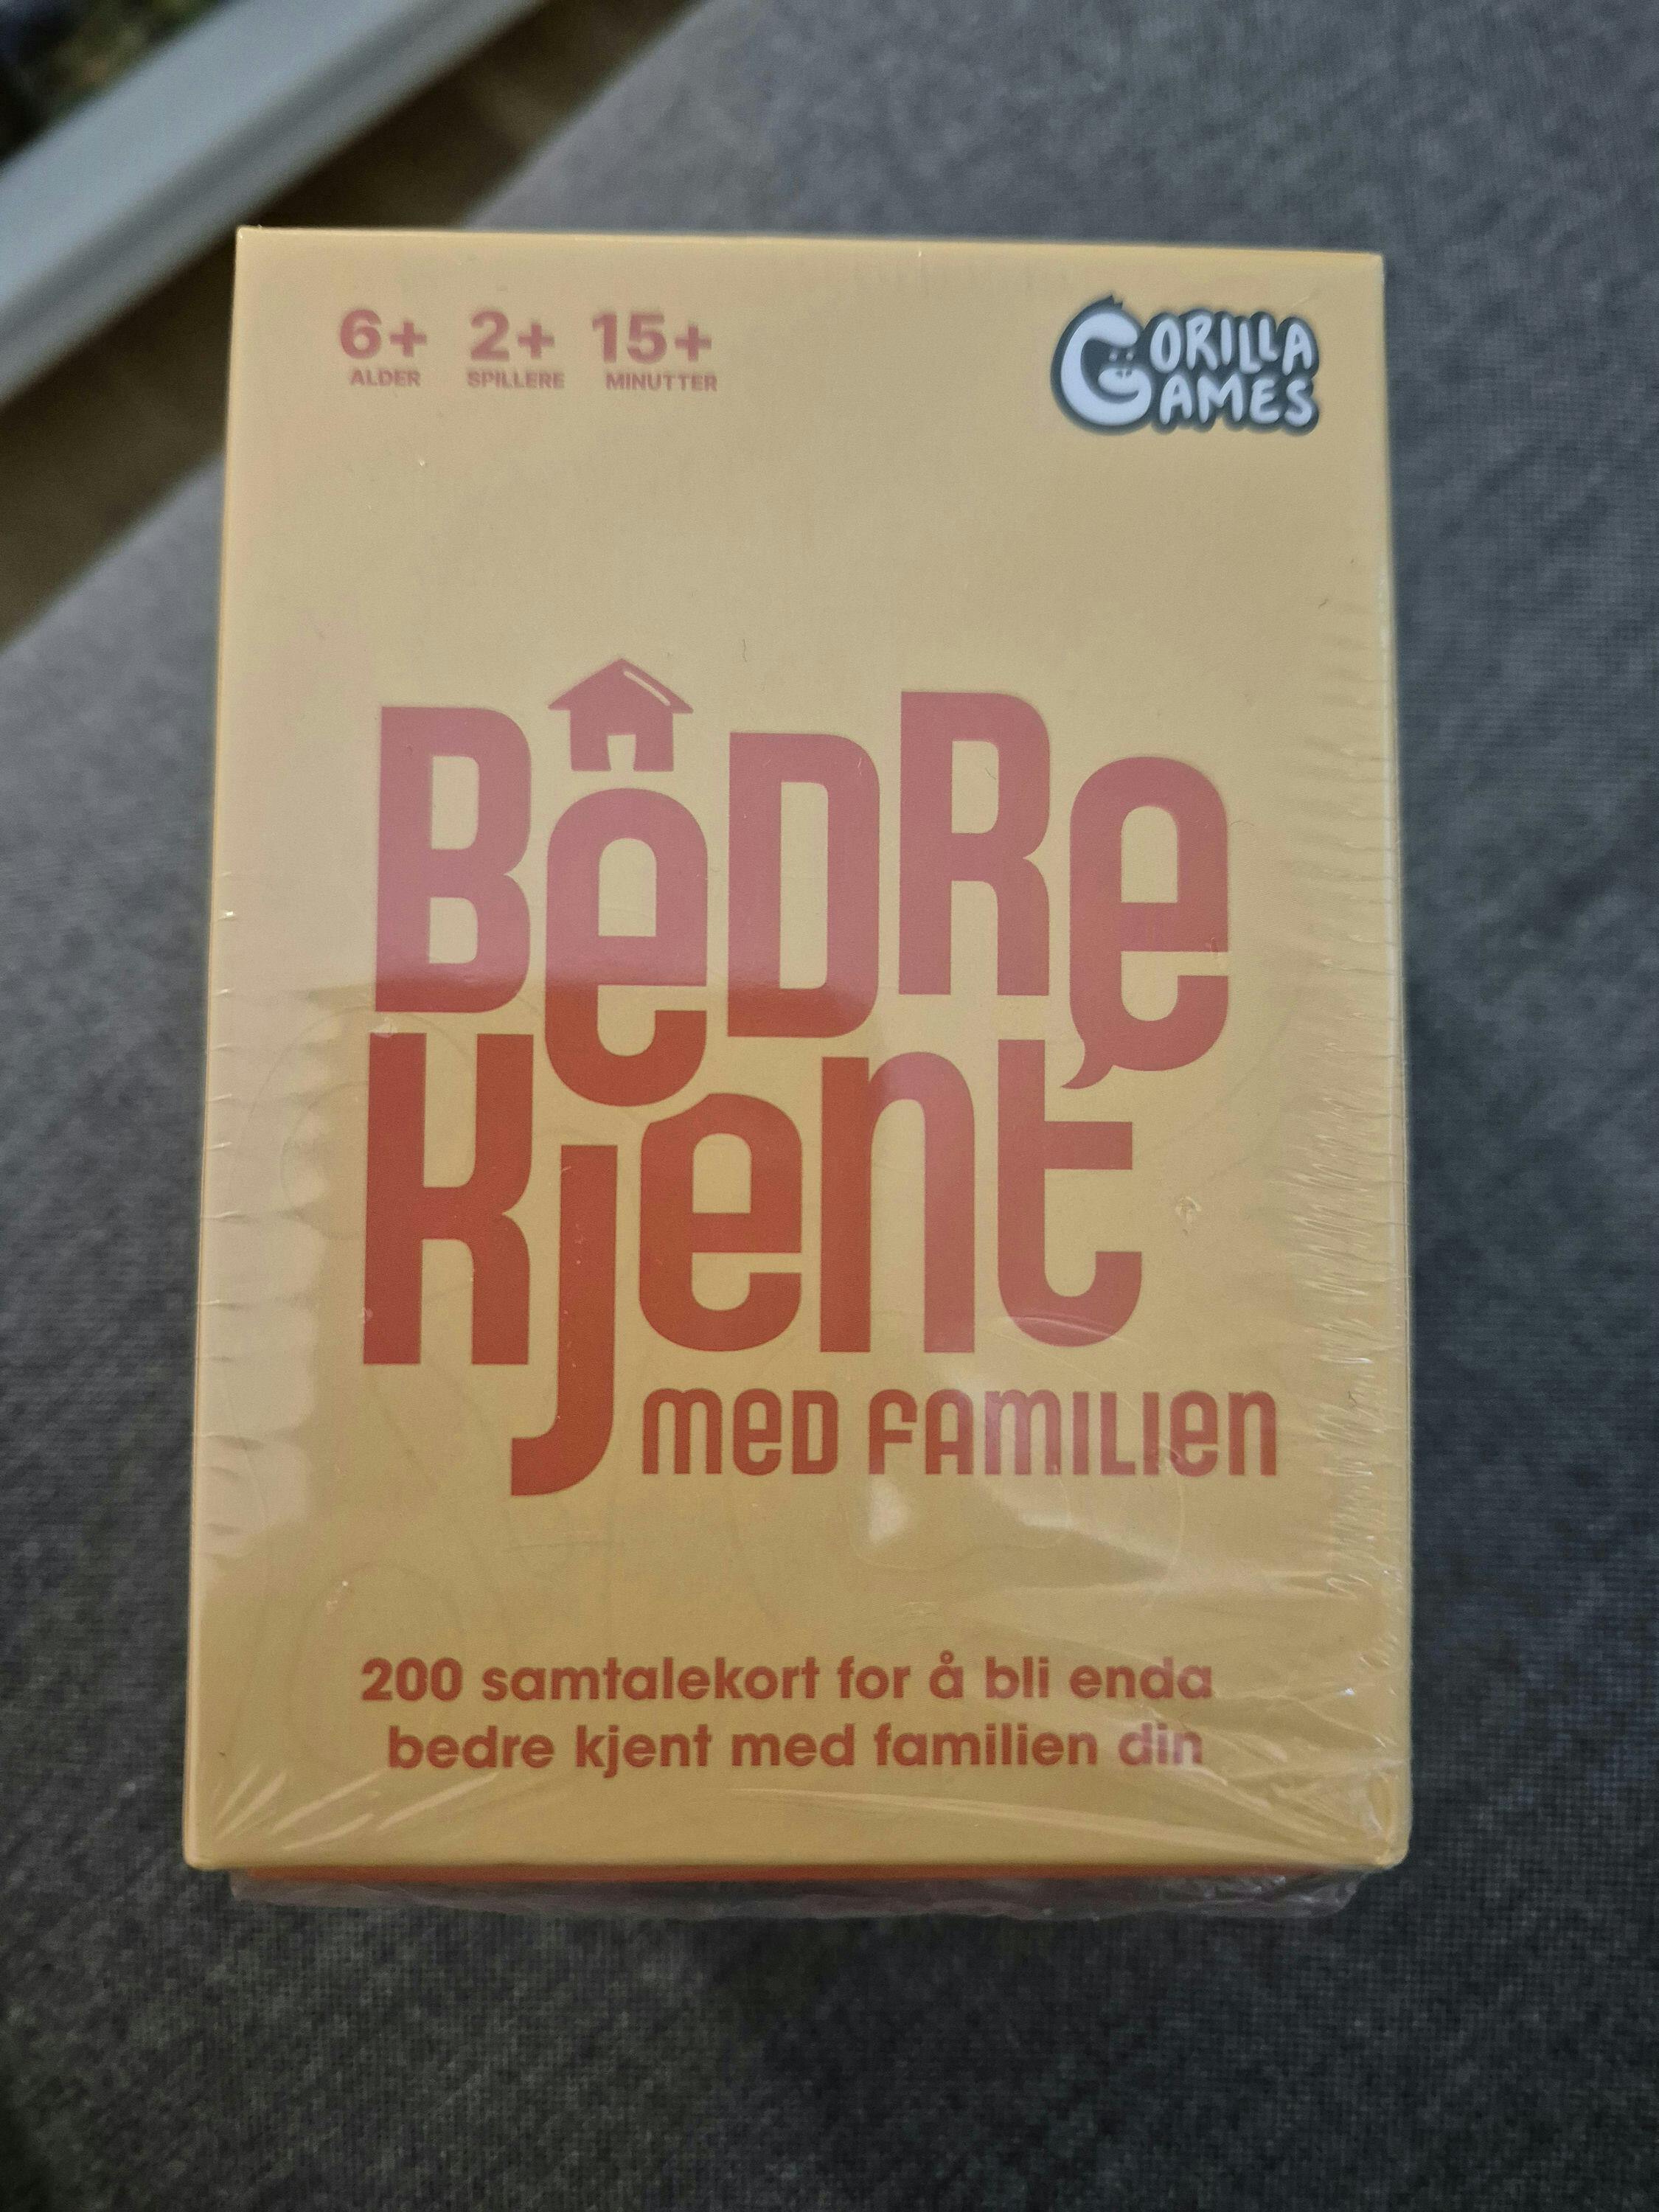 6+ 2+ 15+
ALDER SPILLERE MINUTTER
GORILLA
GAMES
BeDRe
Kjent
MED FAMILIEN
200 samtalekort for å bli enda
bedre kjent med familien din